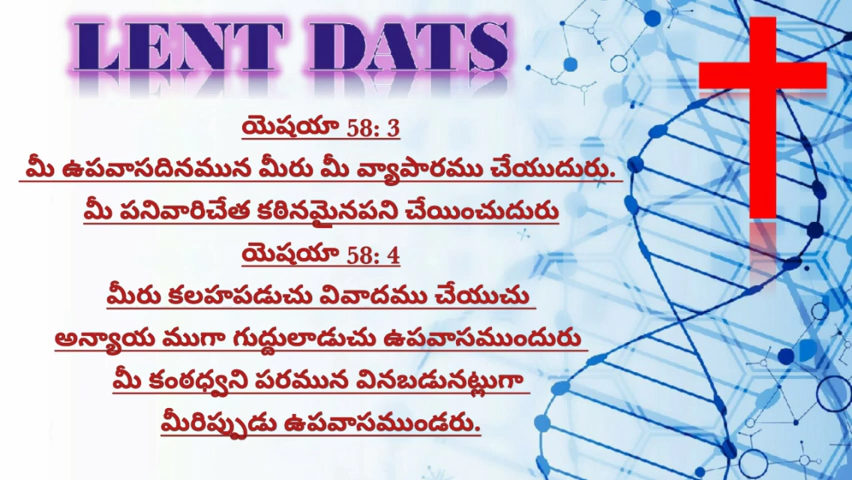 LENT DATS
యెషయా 58: 3
మీ ఉపవాసదినమున మీరు మీ వ్యాపారము చేయుదురు.
మీ పనివారిచేత కఠినమైనపని చేయించుదురు
యెషయా 58: 4
మీరు కలహపడుచు వివాదము చేయుచు
అన్యాయ ముగా గుద్దులాడుచు ఉపవాసముందురు
మీ కంఠధ్వని పరమున వినబడునట్లుగా
మీరిప్పుడు ఉపవాసముండరు.